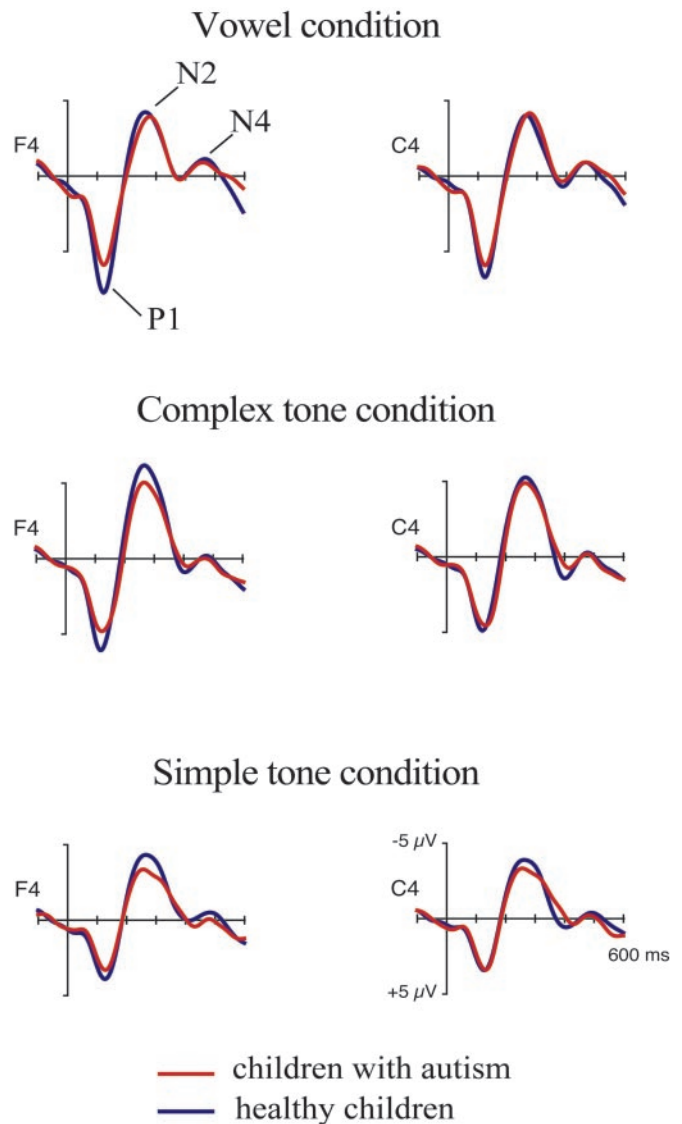 Vowel condition
N2
N4
F4
C4
P1
Complex tone condition
F4
C4
Simple tone condition
-5 µV
F4
C4
600 ms
+5 µV
children with autism
healthy children